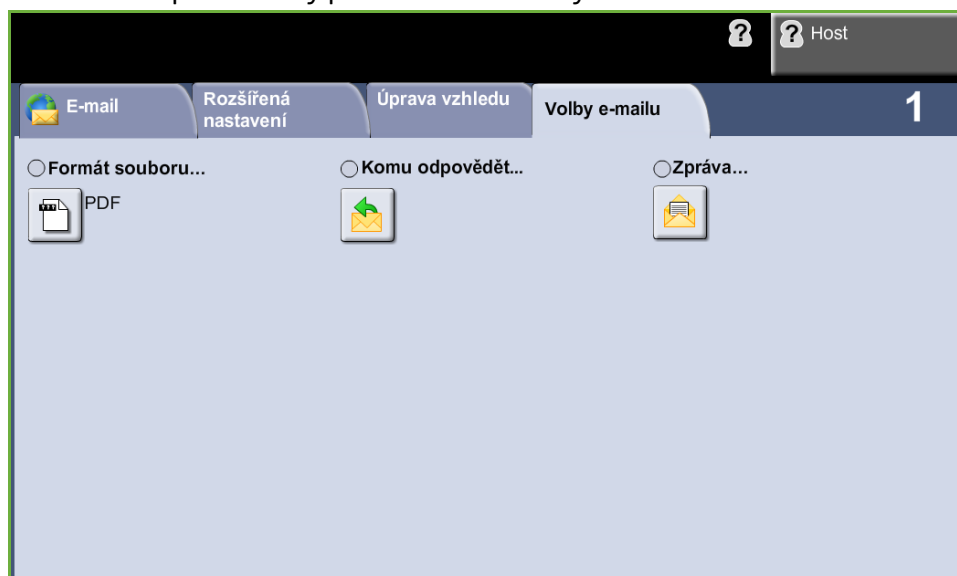 ? ? Host
E-mail Rozšířená nastavení Úprava vzhledu Volby e-mailu 1
Formát souboru... Komu odpovědět... Zpráva...
PDF